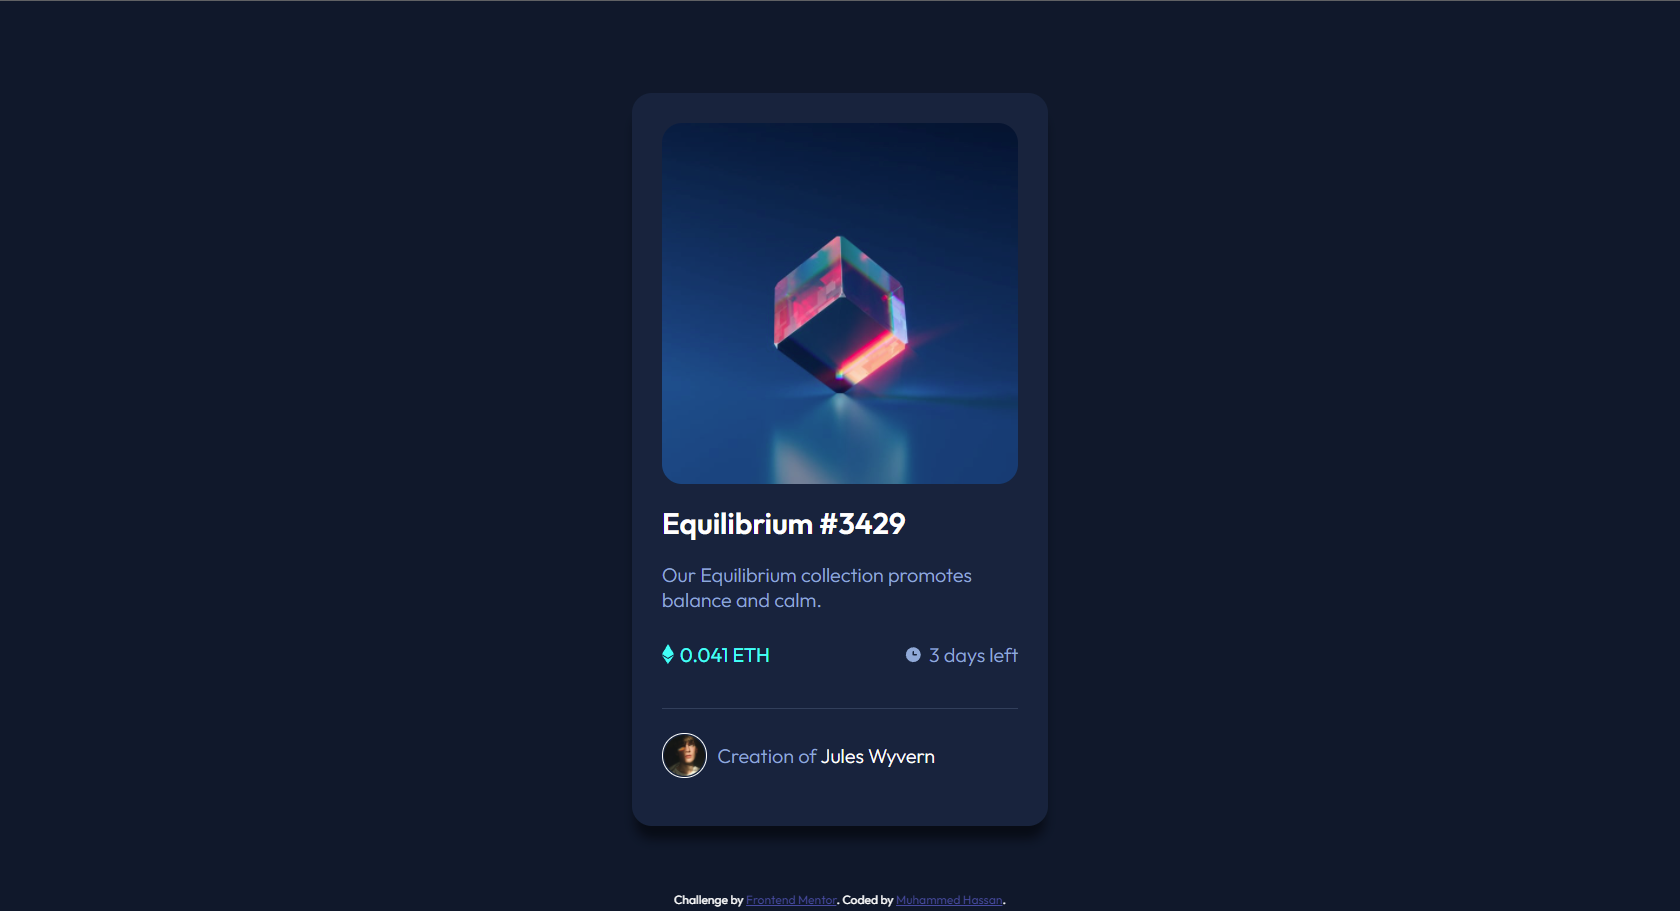 Equilibrium #3429
Our Equilibrium collection promotes
balance and calm.
0.041 ETH
3 days left
Creation of Jules Wyvern
Challenge by Frontend Mentor. Coded by Muhammed Hassan.